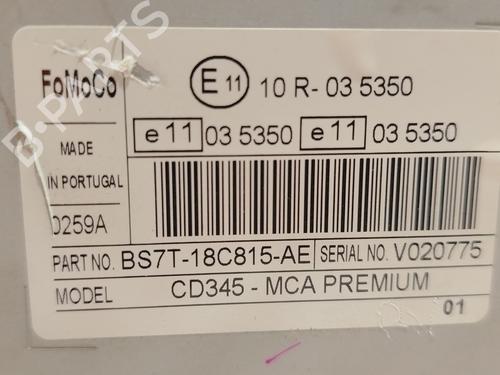 FoMoCo
E 11 10 R- 03 5350
e 11 03 5350 e 11 03 5350
MADE
IN PORTUGAL
0259A
PART NO. BS7T-18C815-AE SERIAL NO. V020775
MODEL CD345 - MCA PREMIUM
01
B-PARTS